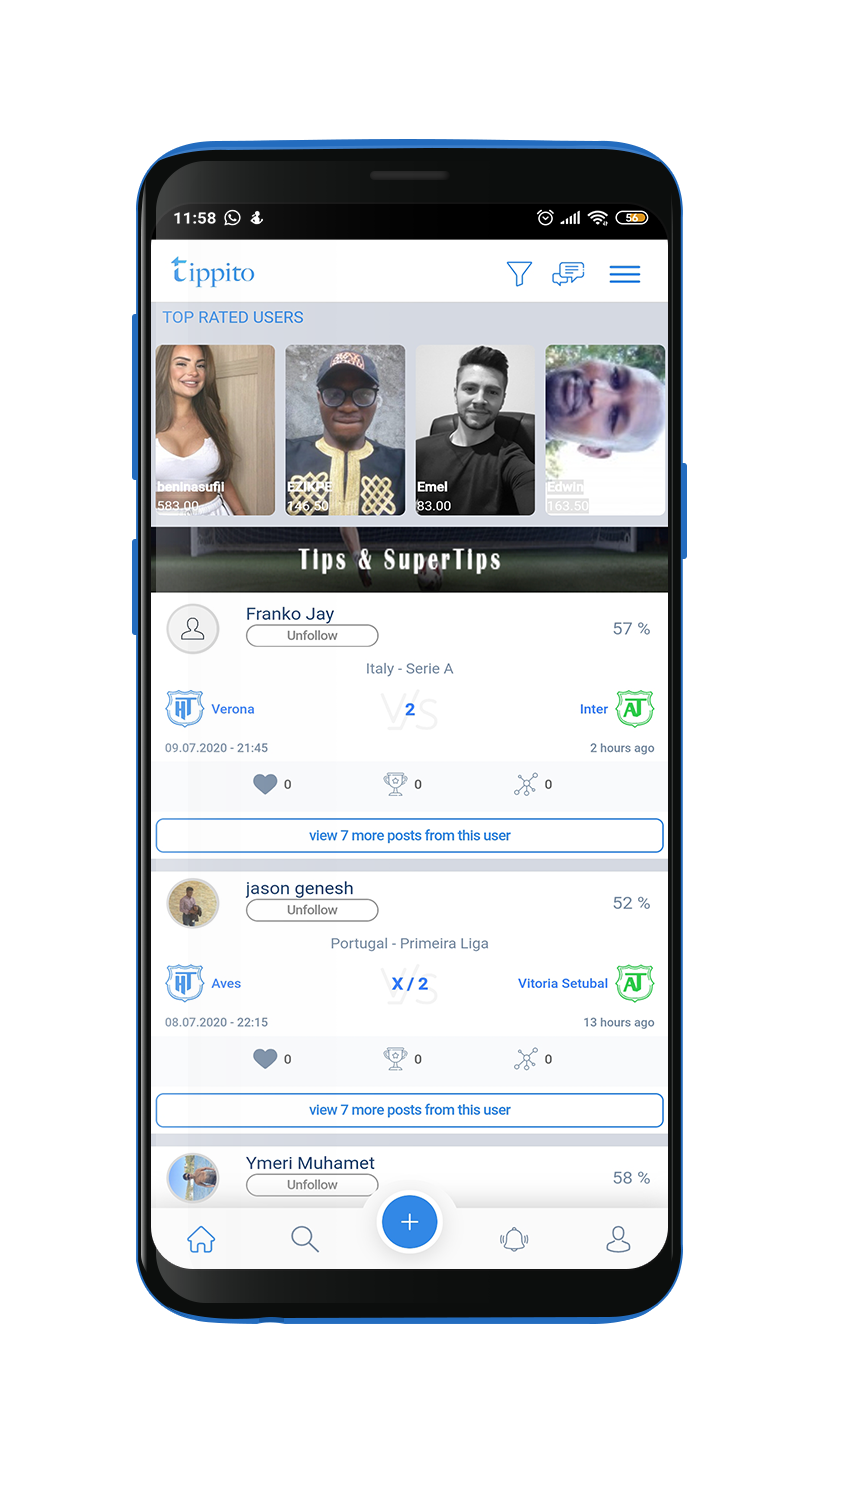 11:58
56
tippito
TOP RATED USERS
beninasufil
583.00
EZIKPE
146.50
Emel
83.00
Edwin
163.50
Tips & SuperTips
Franko Jay
Unfollow
57 %
Italy - Serie A
HT Verona
V/s
2
Inter AT
09.07.2020 - 21:45
2 hours ago
0
0
0
view 7 more posts from this user
jason genesh
Unfollow
52 %
Portugal - Primeira Liga
HT Aves
V/s
X / 2
Vitoria Setubal AT
08.07.2020 - 22:15
13 hours ago
0
0
0
view 7 more posts from this user
Ymeri Muhamet
Unfollow
58 %